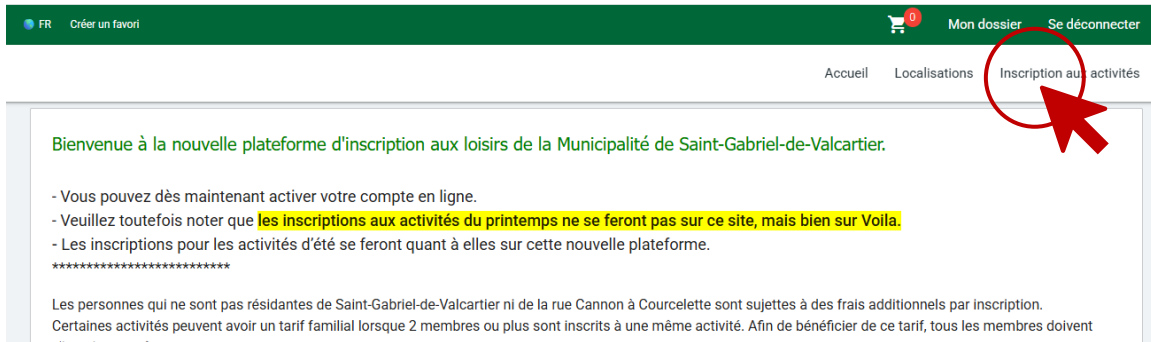 FR Créer un favori 0 Mon dossier Se déconnecter
Accueil Localisations Inscription aux activités
Bienvenue à la nouvelle plateforme d'inscription aux loisirs de la Municipalité de Saint-Gabriel-de-Valcartier.
- Vous pouvez dès maintenant activer votre compte en ligne.
- Veuillez toutefois noter que les inscriptions aux activités du printemps ne se feront pas sur ce site, mais bien sur Voila.
- Les inscriptions pour les activités d'été se feront quant à elles sur cette nouvelle plateforme.
**************************
Les personnes qui ne sont pas résidantes de Saint-Gabriel-de-Valcartier ni de la rue Cannon à Courcelette sont sujettes à des frais additionnels par inscription.
Certaines activités peuvent avoir un tarif familial lorsque 2 membres ou plus sont inscrits à une même activité. Afin de bénéficier de ce tarif, tous les membres doivent